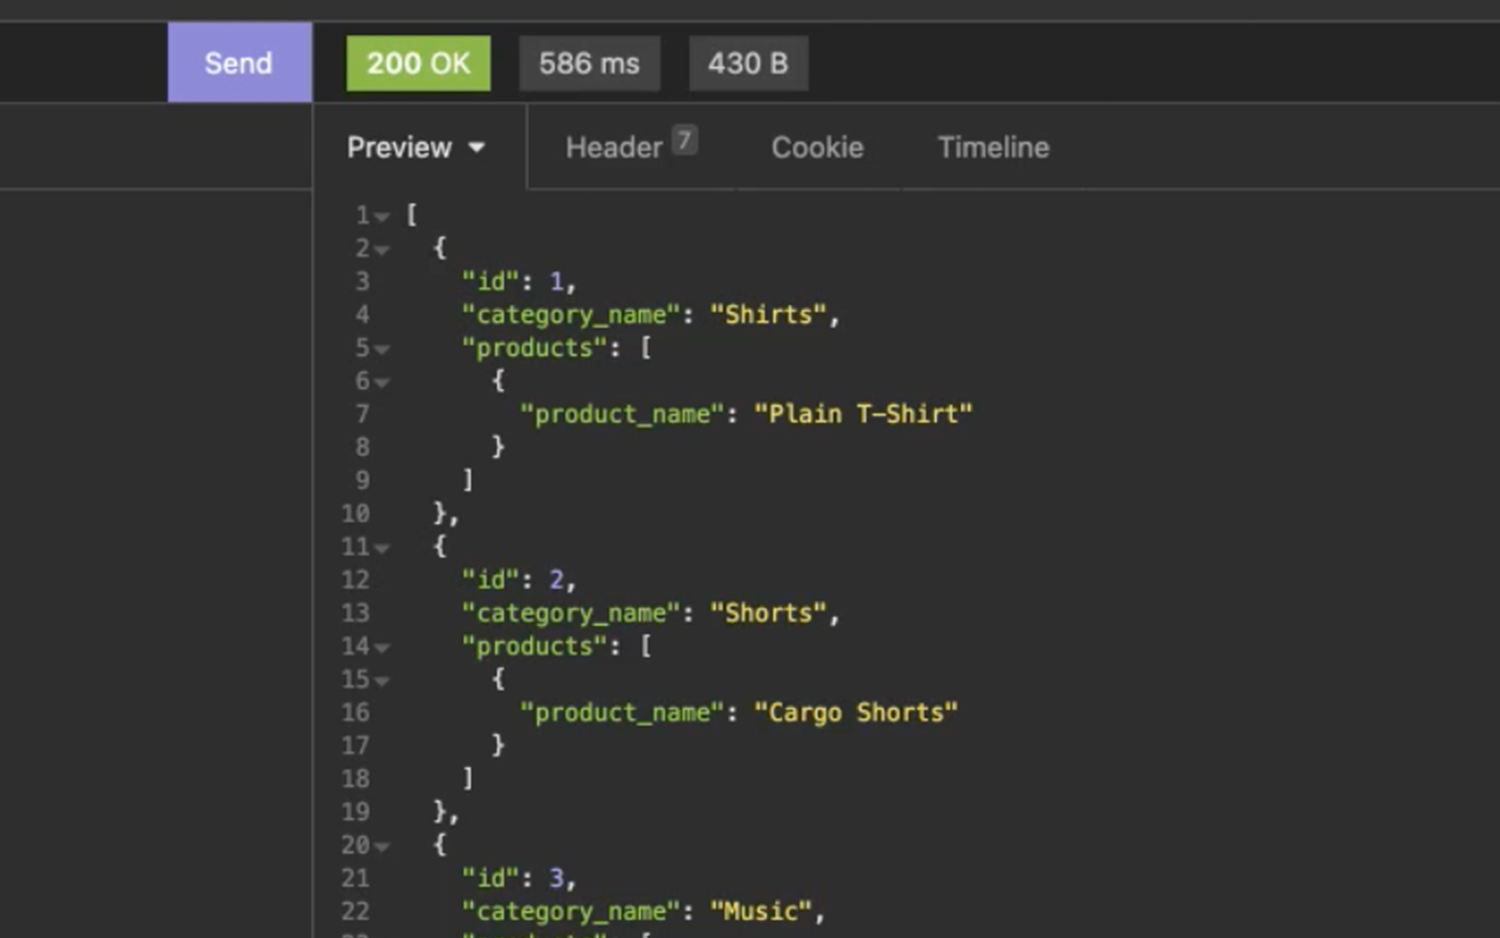 Send 200 OK 586 ms 430 B
Preview Header 7 Cookie Timeline
1 [
2 {
3 "id": 1,
4 "category_name": "Shirts",
5 "products": [
6 {
7 "product_name": "Plain T-Shirt"
8 }
9 ]
10 },
11 {
12 "id": 2,
13 "category_name": "Shorts",
14 "products": [
15 {
16 "product_name": "Cargo Shorts"
17 }
18 ]
19 },
20 {
21 "id": 3,
22 "category_name": "Music",